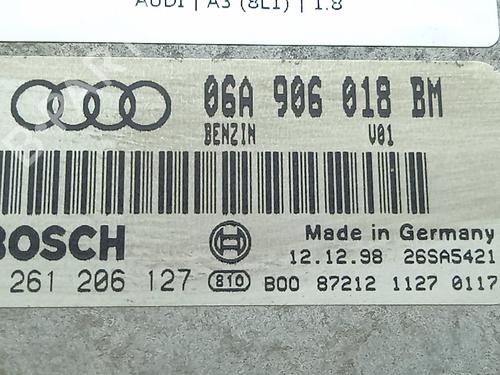 AUDI | A3 (8L1) | 1.8
06A 906 018 BM
BENZIN V01
BOSCH
Made in Germany
12.12.98 26SA5421
261 206 127 810 B00 87212 1127 0117